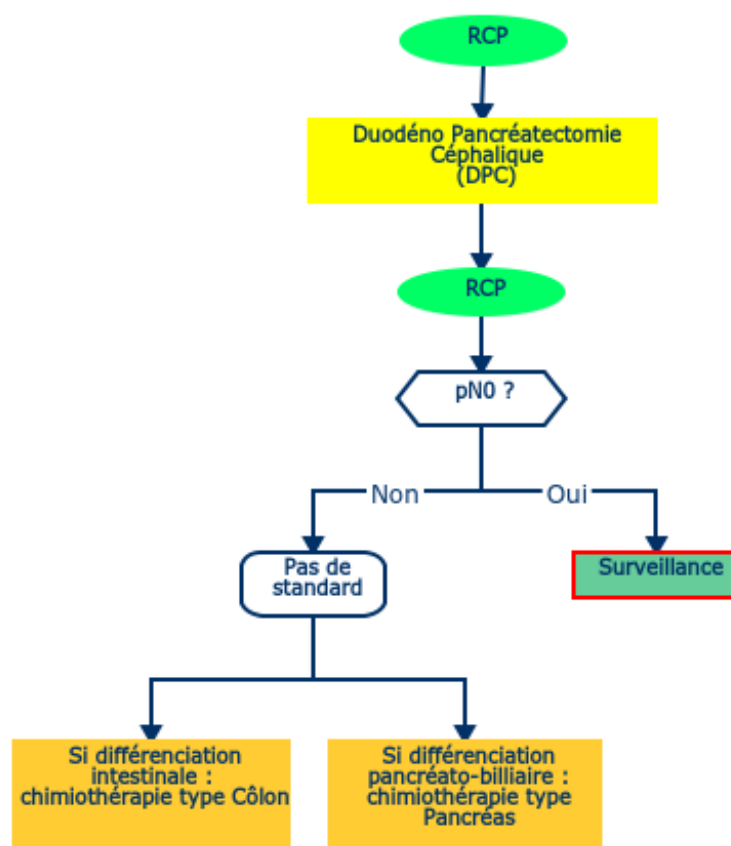 RCP
Duodéno Pancréatectomie
Céphalique
(DPC)
RCP
pN0 ?
Non
Oui
Pas de
standard
Surveillance
Si différenciation
intestinale :
chimiothérapie type Côlon
Si différenciation
pancréato-billiaire :
chimiothérapie type
Pancréas